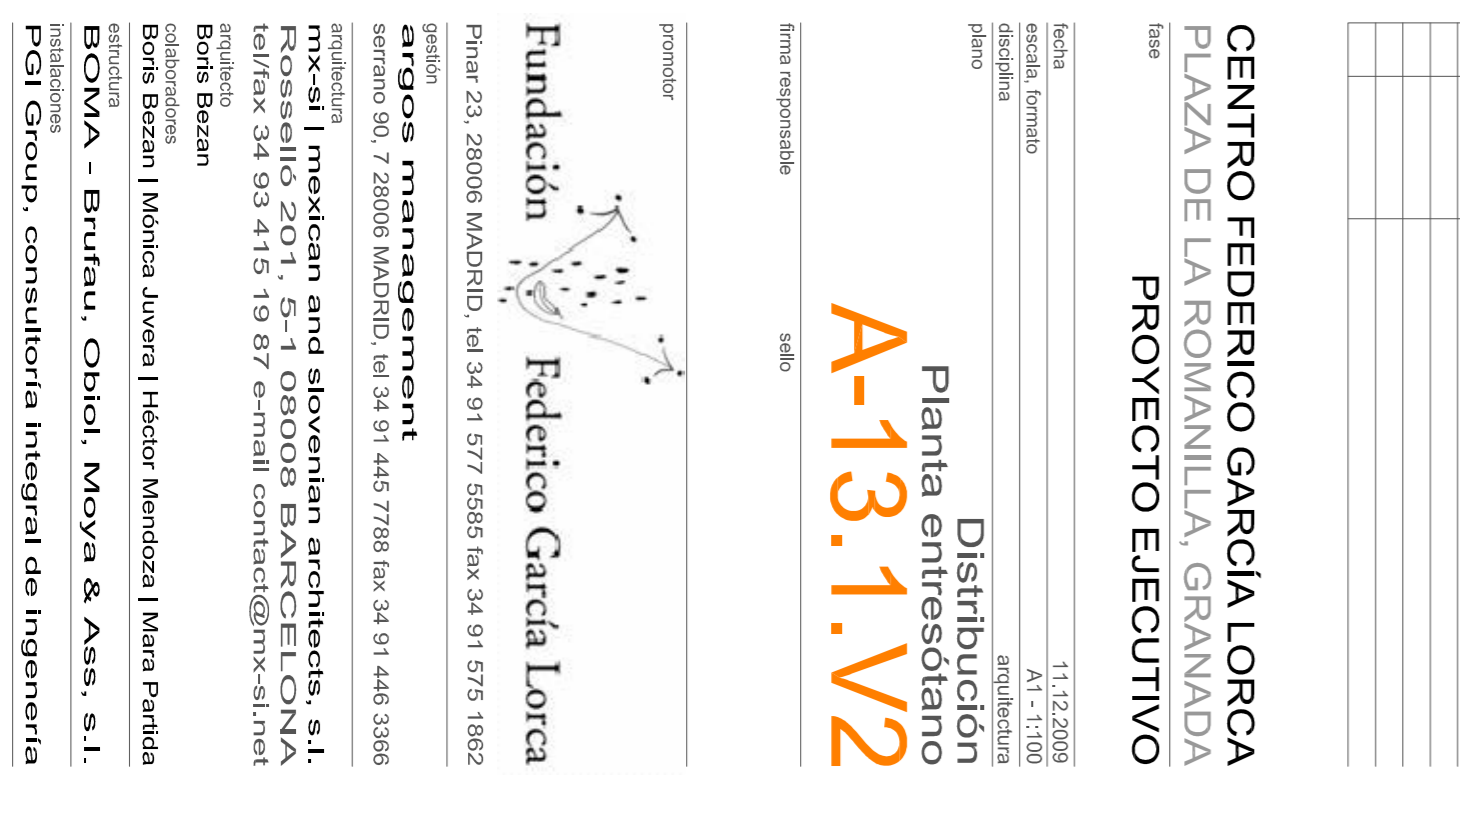 CENTRO FEDERICO GARCÍA LORCA
PLAZA DE LA ROMANILLA, GRANADA
fase
PROYECTO EJECUTIVO
fecha
11.12.2009
escala, formato
A1 - 1:100
disciplina
arquitectura
plano
Distribución
Planta entresótano
A-13.1.V2
firma responsable
sello
promotor
Fundación Federico García Lorca
Pinar 23, 28006 MADRID, tel 34 91 577 5585 fax 34 91 575 1862
gestión
argos management
serrano 90, 7 28006 MADRID, tel 34 91 445 7788 fax 34 91 446 3366
arquitectura
mx-si | mexican and slovenian architects, s.l.
Rosselló 201, 5-1 08008 BARCELONA
tel/fax 34 93 415 19 87 e-mail contact@mx-si.net
arquitecto
Boris Bezan
colaboradores
Boris Bezan | Mónica Juvera | Héctor Mendoza | Mara Partida
estructura
BOMA - Brufau, Obiol, Moya & Ass, s.l.
instalaciones
PGI Group, consultoría integral de ingenería